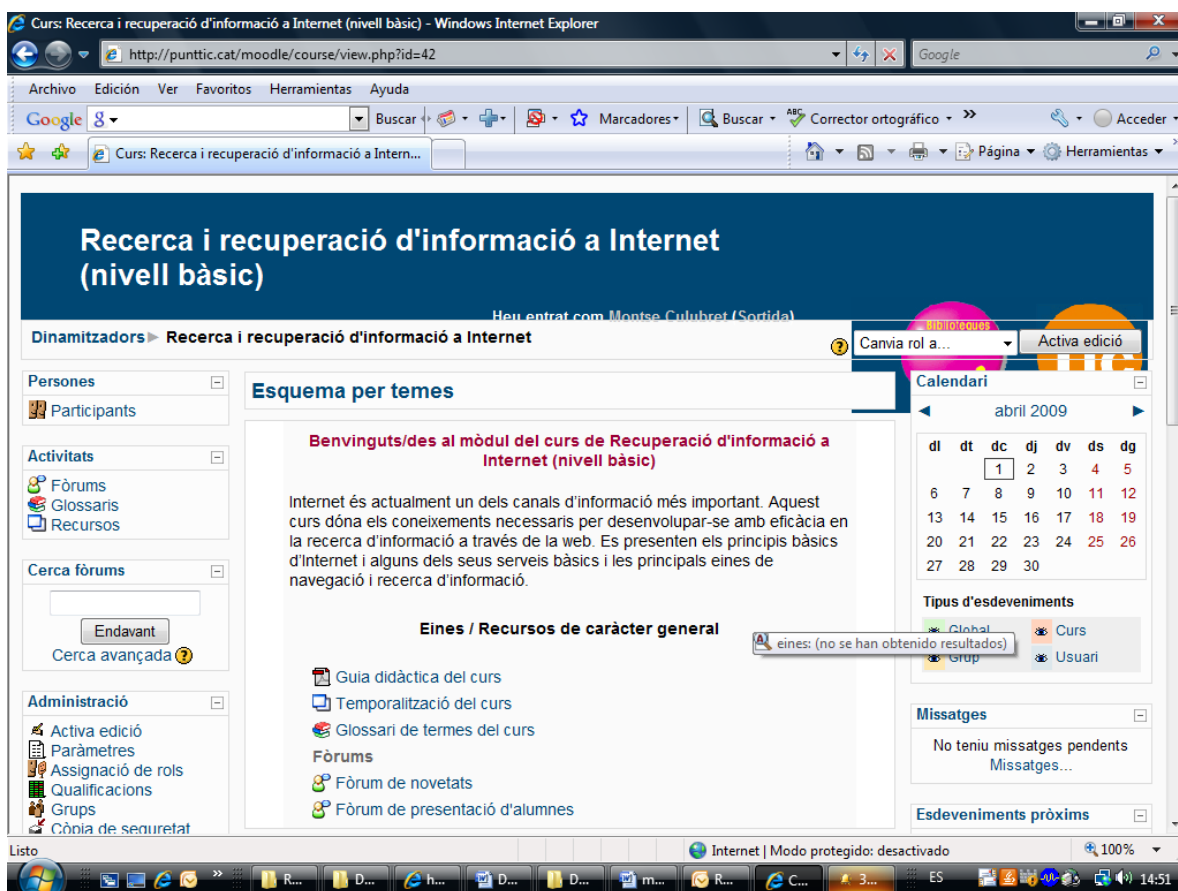 Curs: Recerca i recuperació d'informació a Internet (nivell bàsic) - Windows Internet Explorer
http://punttic.cat/moodle/course/view.php?id=42
Google
Archivo Edición Ver Favoritos Herramientas Ayuda
Google Buscar Marcadores Buscar Corrector ortográfico Acceder
Curs: Recerca i recuperació d'informació a Intern... Página Herramientas
Recerca i recuperació d'informació a Internet
(nivell bàsic)
Heu entrat com Montse Culubret (Sortida)
Biblioteques
Dinamitzadors ► Recerca i recuperació d'informació a Internet
Canvia rol a... Activa edició
Persones
Participants
Activitats
Fòrums
Glossaris
Recursos
Cerca fòrums
Endavant
Cerca avançada
Administració
Activa edició
Paràmetres
Assignació de rols
Qualificacions
Grups
Còpia de seguretat
Esquema per temes
Benvinguts/des al mòdul del curs de Recuperació d'informació a
Internet (nivell bàsic)
Internet és actualment un dels canals d'informació més important. Aquest
curs dóna els coneixements necessaris per desenvolupar-se amb eficàcia en
la recerca d'informació a través de la web. Es presenten els principis bàsics
d'Internet i alguns dels seus serveis bàsics i les principals eines de
navegació i recerca d'informació.
Eines / Recursos de caràcter general
eines: (no se han obtenido resultados)
Guia didàctica del curs
Temporalització del curs
Glossari de termes del curs
Fòrums
Fòrum de novetats
Fòrum de presentació d'alumnes
Calendari
◄ abril 2009 ►
dl dt dc dj dv ds dg
1 2 3 4 5
6 7 8 9 10 11 12
13 14 15 16 17 18 19
20 21 22 23 24 25 26
27 28 29 30
Tipus d'esdeveniments
Global Curs
Grup Usuari
Missatges
No teniu missatges pendents
Missatges...
Esdeveniments pròxims
Listo Internet | Modo protegido: desactivado 100%
R... D... h... D... D... m... R... C... 3... ES 14:51